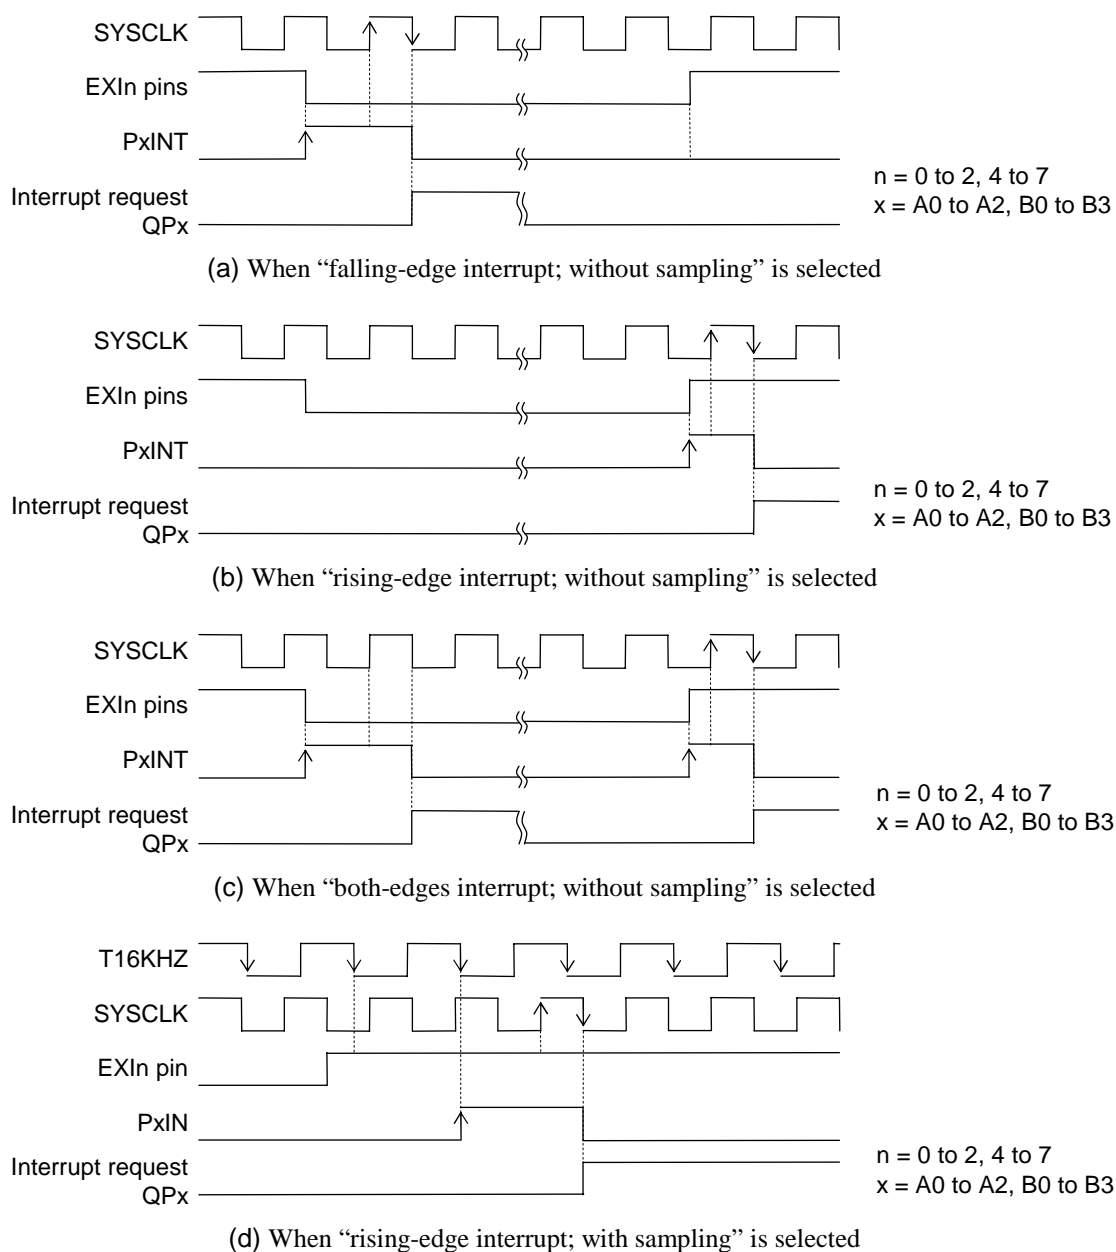 SYSCLK
EXIn pins
PxINT
Interrupt request
QPx
n = 0 to 2, 4 to 7
x = A0 to A2, B0 to B3
(a) When “falling-edge interrupt; without sampling” is selected
SYSCLK
EXIn pins
PxINT
Interrupt request
QPx
n = 0 to 2, 4 to 7
x = A0 to A2, B0 to B3
(b) When “rising-edge interrupt; without sampling” is selected
SYSCLK
EXIn pins
PxINT
Interrupt request
QPx
n = 0 to 2, 4 to 7
x = A0 to A2, B0 to B3
(c) When “both-edges interrupt; without sampling” is selected
T16KHZ
SYSCLK
EXIn pin
PxIN
Interrupt request
QPx
n = 0 to 2, 4 to 7
x = A0 to A2, B0 to B3
(d) When “rising-edge interrupt; with sampling” is selected